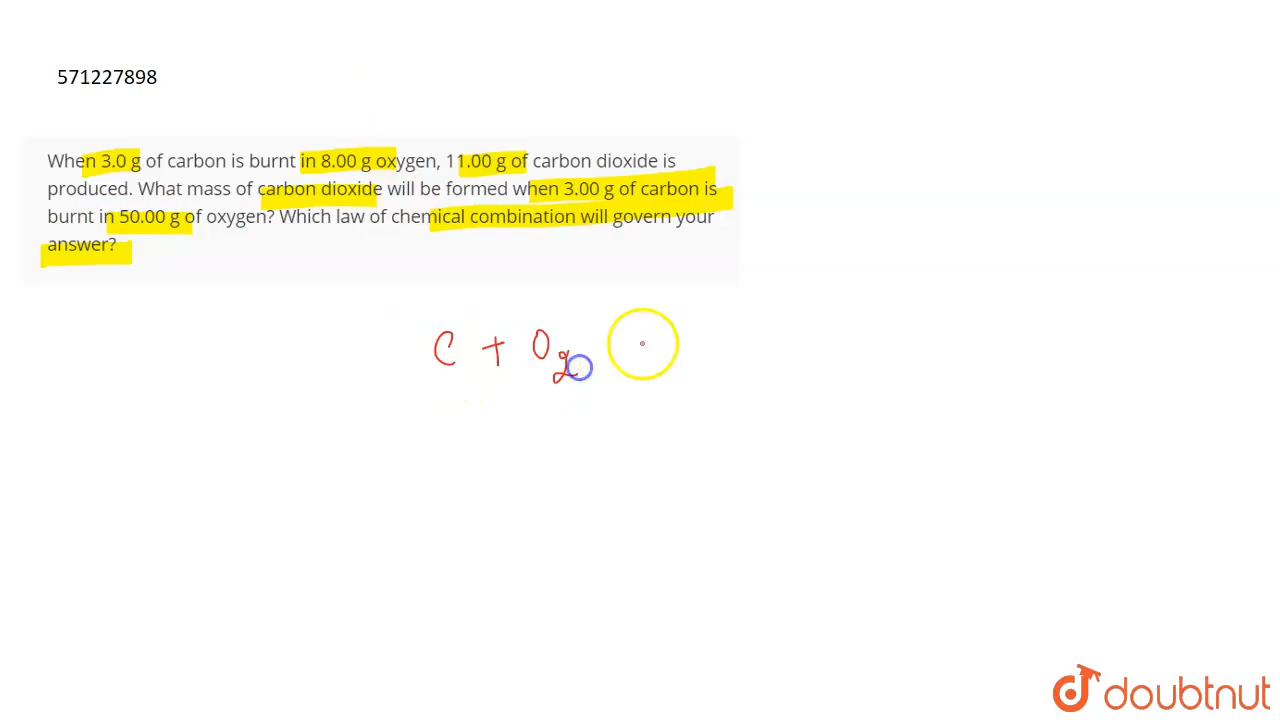 571227898
When 3.0 g of carbon is burnt in 8.00 g oxygen, 11.00 g of carbon dioxide is
produced. What mass of carbon dioxide will be formed when 3.00 g of carbon is
burnt in 50.00 g of oxygen? Which law of chemical combination will govern your
answer?
C + O2
doubtnut